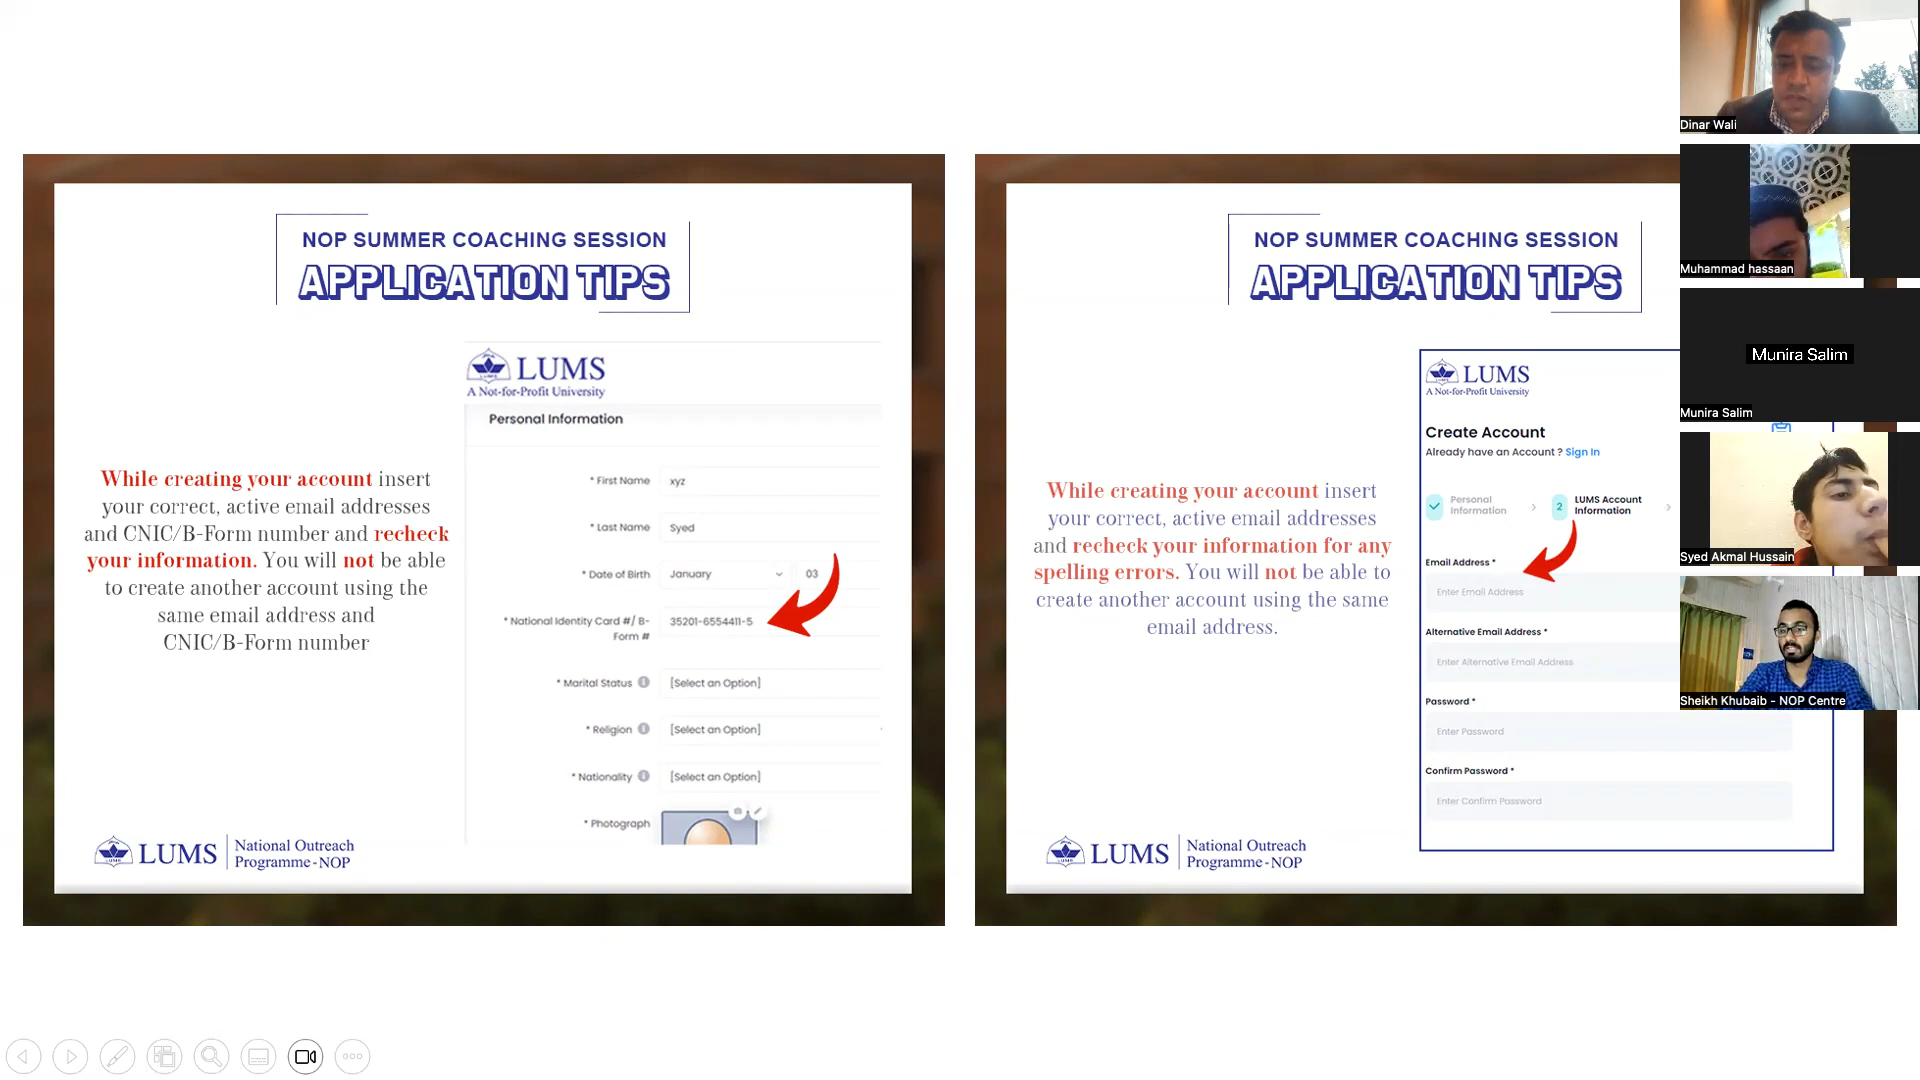 NOP SUMMER COACHING SESSION
APPLICATION TIPS
LUMS
A Not-for-Profit University
Personal Information
While creating your account insert
your correct, active email addresses
and CNIC/B-Form number and recheck
your information. You will not be able
to create another account using the
same email address and
CNIC/B-Form number
* First Name xyz
* Last Name Syed
* Date of Birth January 03
* National Identity Card #/ B-
Form # 35201-6554411-5
* Marital Status [Select an Option]
* Religion [Select an Option]
* Nationality [Select an Option]
* Photograph
LUMS National Outreach
Programme-NOP
NOP SUMMER COACHING SESSION
APPLICATION TIPS
LUMS
A Not-for-Profit University
Create Account
Already have an Account ? Sign In
Personal
Information
2 LUMS Account
Information
While creating your account insert
your correct, active email addresses
and recheck your information for any
spelling errors. You will not be able to
create another account using the same
email address.
Email Address *
Enter Email Address
Alternative Email Address *
Enter Alternative Email Address
Password *
Enter Password
Confirm Password *
Enter Confirm Password
LUMS National Outreach
Programme-NOP
Dinar Wali
Muhammad hassaan
Munira Salim
Munira Salim
Syed Akmal Hussain
Sheikh Khubaib - NOP Centre